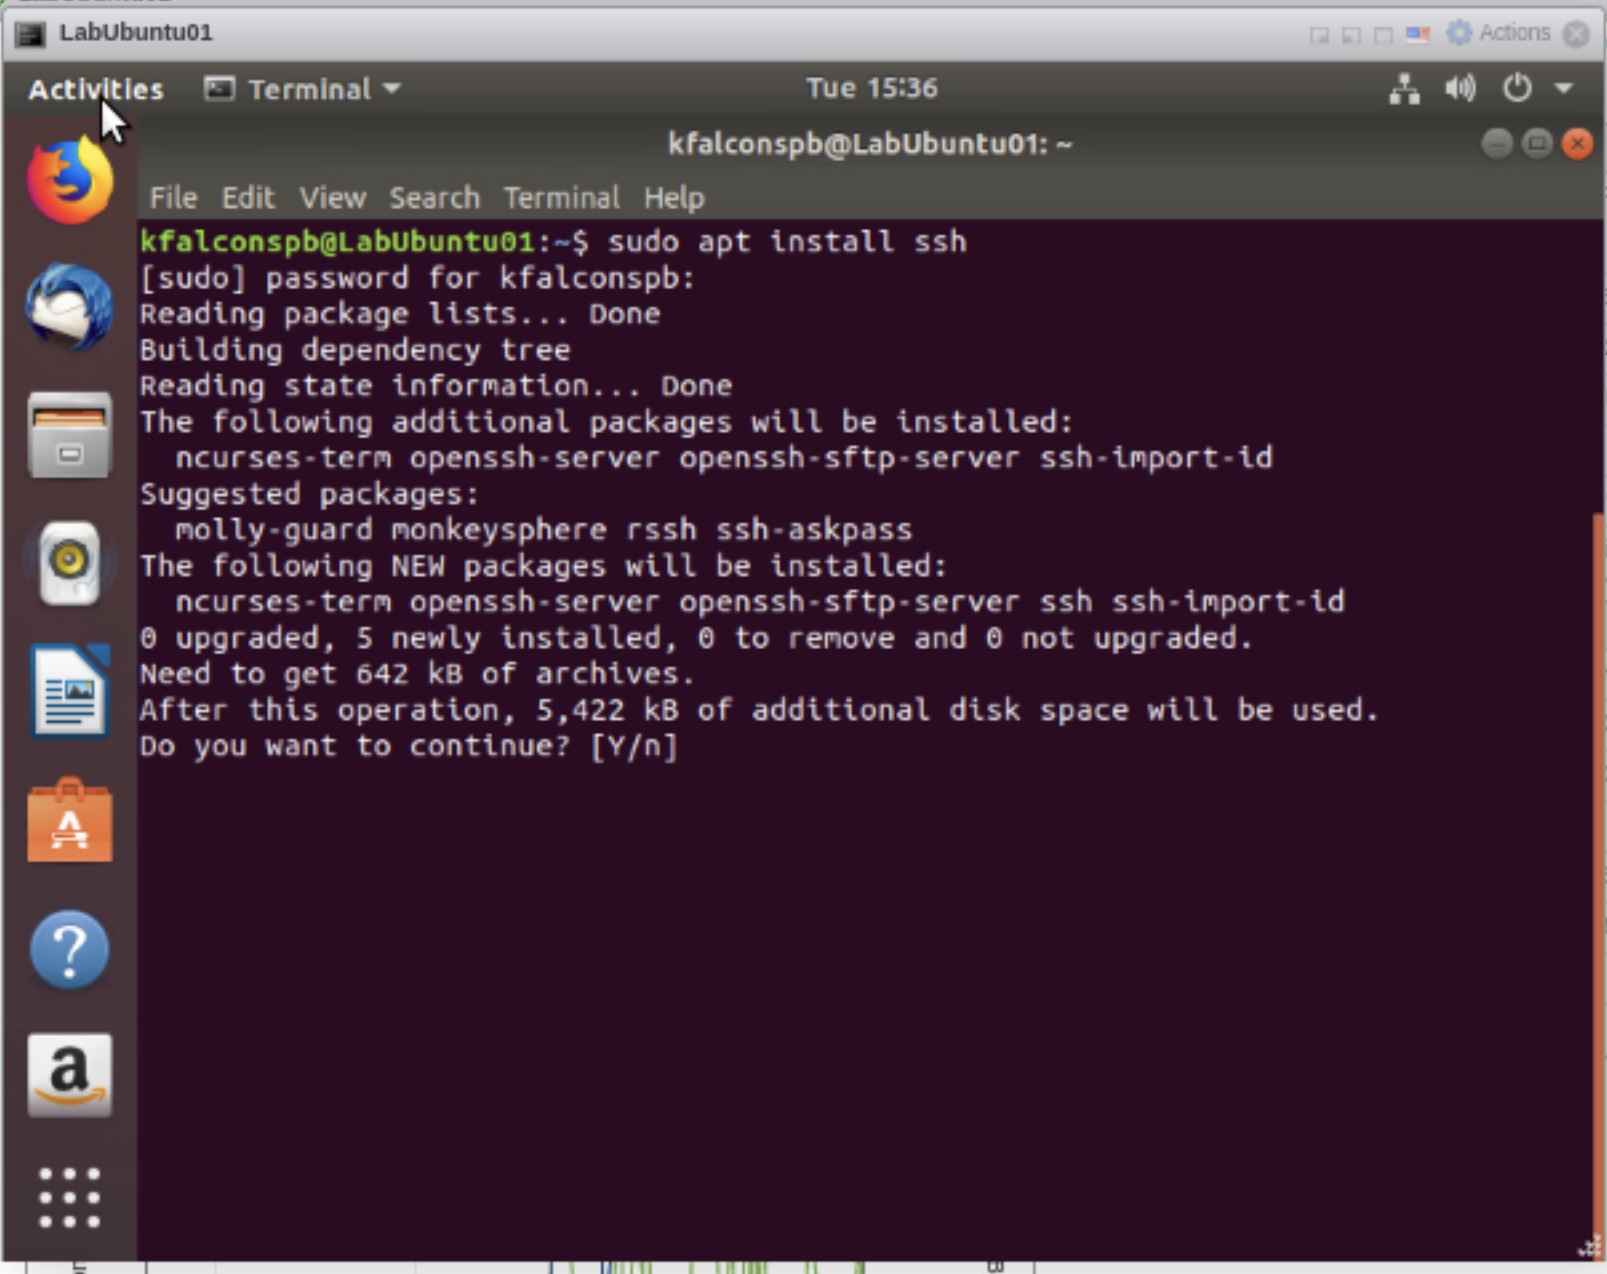 LabUbuntu01
Actions
Activities
Terminal
Tue 15:36
kfalconspb@LabUbuntu01: ~
File Edit View Search Terminal Help
kfalconspb@LabUbuntu01:~$ sudo apt install ssh
[sudo] password for kfalconspb:
Reading package lists... Done
Building dependency tree
Reading state information... Done
The following additional packages will be installed:
  ncurses-term openssh-server openssh-sftp-server ssh-import-id
Suggested packages:
  molly-guard monkeysphere rssh ssh-askpass
The following NEW packages will be installed:
  ncurses-term openssh-server openssh-sftp-server ssh ssh-import-id
0 upgraded, 5 newly installed, 0 to remove and 0 not upgraded.
Need to get 642 kB of archives.
After this operation, 5,422 kB of additional disk space will be used.
Do you want to continue? [Y/n]